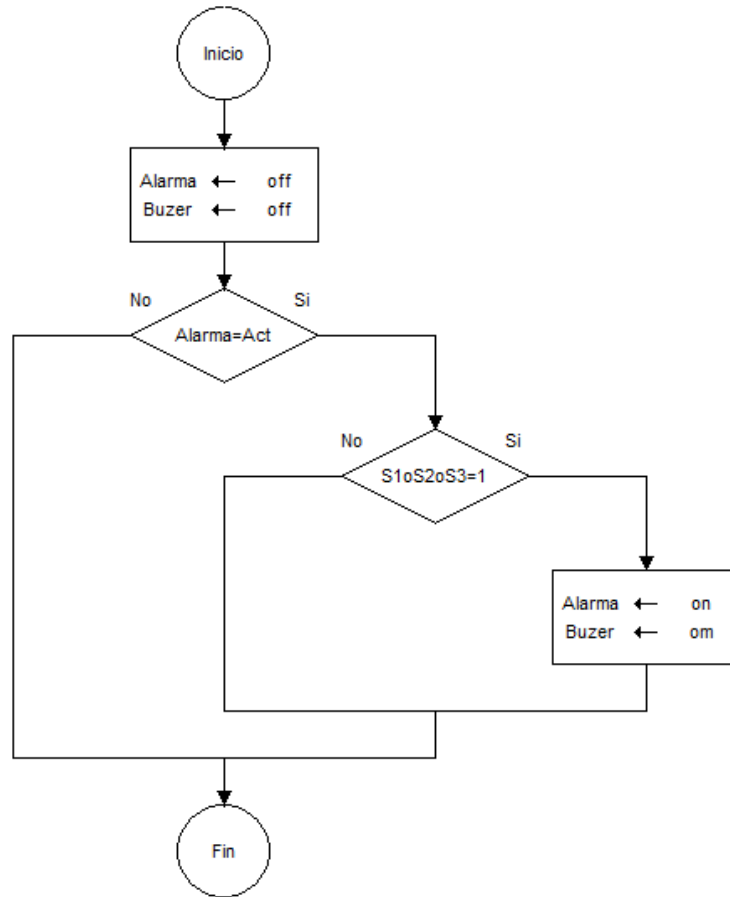 Inicio
Alarma ← off
Buzer ← off
No
Si
Alarma=Act
No
Si
S1oS2oS3=1
Alarma ← on
Buzer ← om
Fin